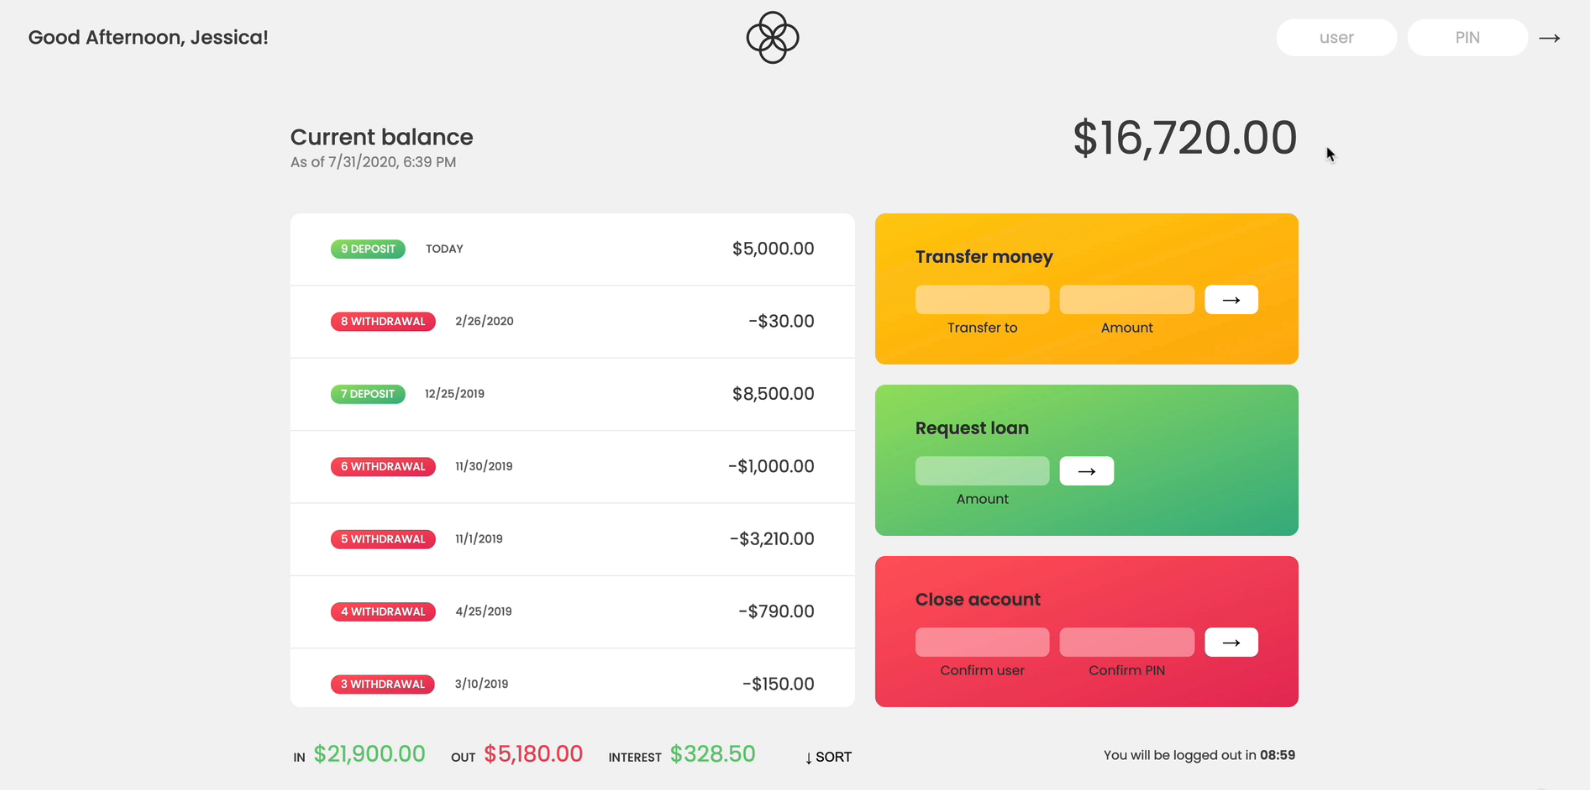 Good Afternoon, Jessica!
user PIN →
Current balance
As of 7/31/2020, 6:39 PM
$16,720.00
9 DEPOSIT TODAY $5,000.00
8 WITHDRAWAL 2/26/2020 -$30.00
7 DEPOSIT 12/25/2019 $8,500.00
6 WITHDRAWAL 11/30/2019 -$1,000.00
5 WITHDRAWAL 11/1/2019 -$3,210.00
4 WITHDRAWAL 4/25/2019 -$790.00
3 WITHDRAWAL 3/10/2019 -$150.00
Transfer money
→
Transfer to Amount
Request loan
→
Amount
Close account
→
Confirm user Confirm PIN
IN $21,900.00 OUT $5,180.00 INTEREST $328.50 ↓ SORT
You will be logged out in 08:59